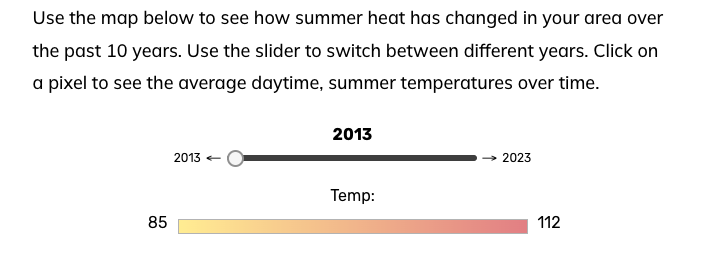 Use the map below to see how summer heat has changed in your area over
the past 10 years. Use the slider to switch between different years. Click on
a pixel to see the average daytime, summer temperatures over time.
2013
2013 ← → 2023
Temp:
85 112